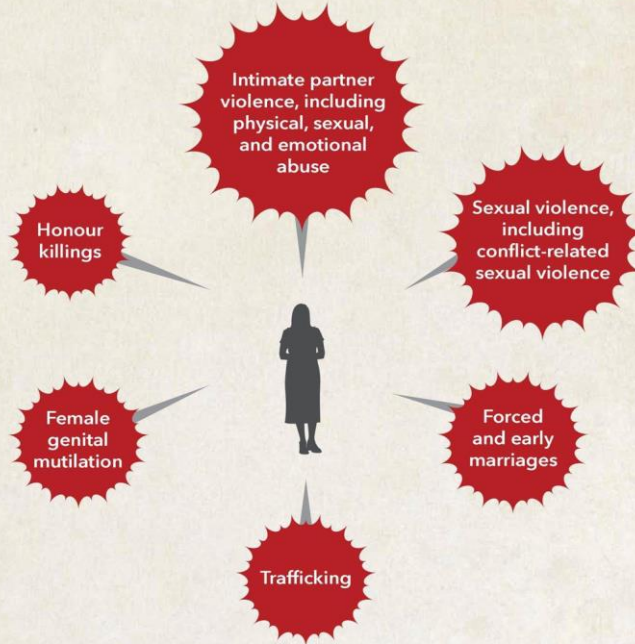 Intimate partner
violence, including
physical, sexual,
and emotional
abuse
Sexual violence,
including
conflict-related
sexual violence
Honour
killings
Female
genital
mutilation
Forced
and early
marriages
Trafficking